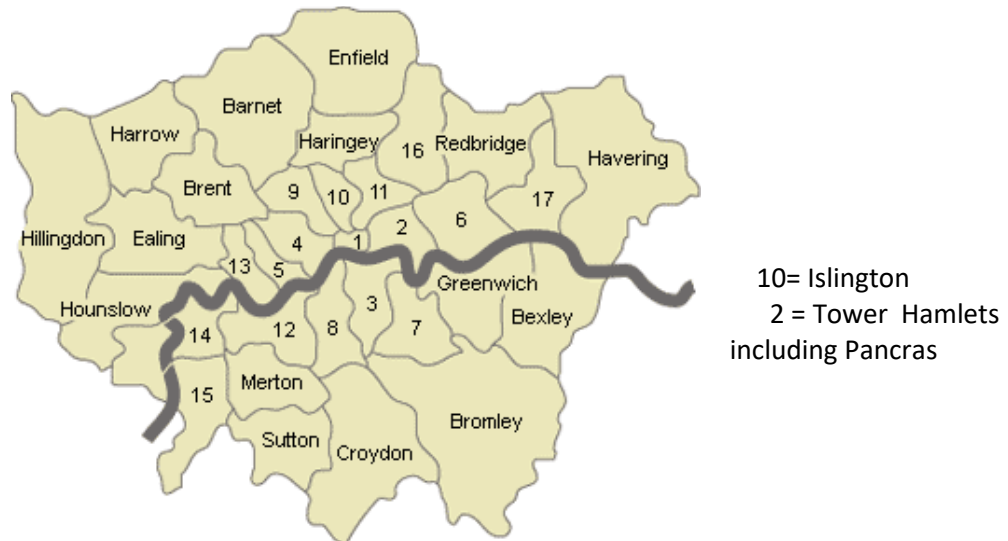 Enfield
Barnet
Harrow
Haringey
Redbridge
16
Havering
Brent
9
10
11
17
2
6
Hillingdon
Ealing
4
1
13
5
Greenwich
Hounslow
3
Bexley
14
12
8
7
Merton
15
Bromley
Sutton
Croydon
10= Islington
2 = Tower Hamlets
including Pancras